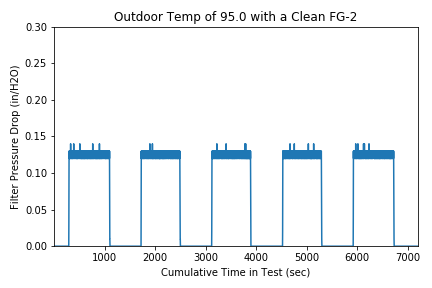 Outdoor Temp of 95.0 with a Clean FG-2
Filter Pressure Drop (in/H2O)
0.30
0.25
0.20
0.15
0.10
0.05
0.00
1000 2000 3000 4000 5000 6000 7000
Cumulative Time in Test (sec)